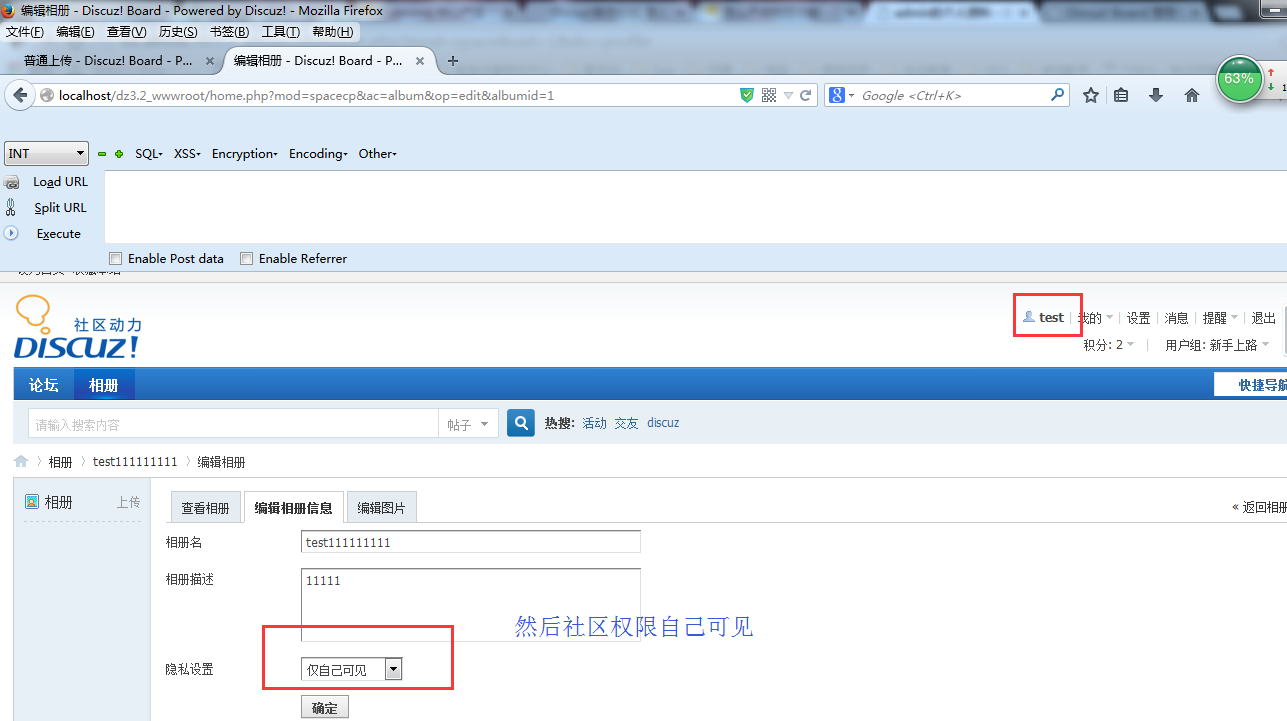 编辑相册 - Discuz! Board - Powered by Discuz! - Mozilla Firefox
文件(F) 编辑(E) 查看(V) 历史(S) 书签(B) 工具(T) 帮助(H)
普通上传 - Discuz! Board - P... × 编辑相册 - Discuz! Board - P... × +
localhost/dz3.2_wwwroot/home.php?mod=spacecp&ac=album&op=edit&albumid=1
Google <Ctrl+K>
63%
INT SQL XSS Encryption Encoding Other
Load URL
Split URL
Execute
Enable Post data Enable Referrer
社区动力
DISCUZ!
test 我的 设置 消息 提醒 退出
积分: 2 用户组: 新手上路
论坛 相册 快捷导航
请输入搜索内容 帖子 热搜: 活动 交友 discuz
相册 test111111111 编辑相册
相册 上传
查看相册 编辑相册信息 编辑图片 « 返回相册
相册名 test111111111
相册描述 11111
然后社区权限自己可见
隐私设置 仅自己可见
确定